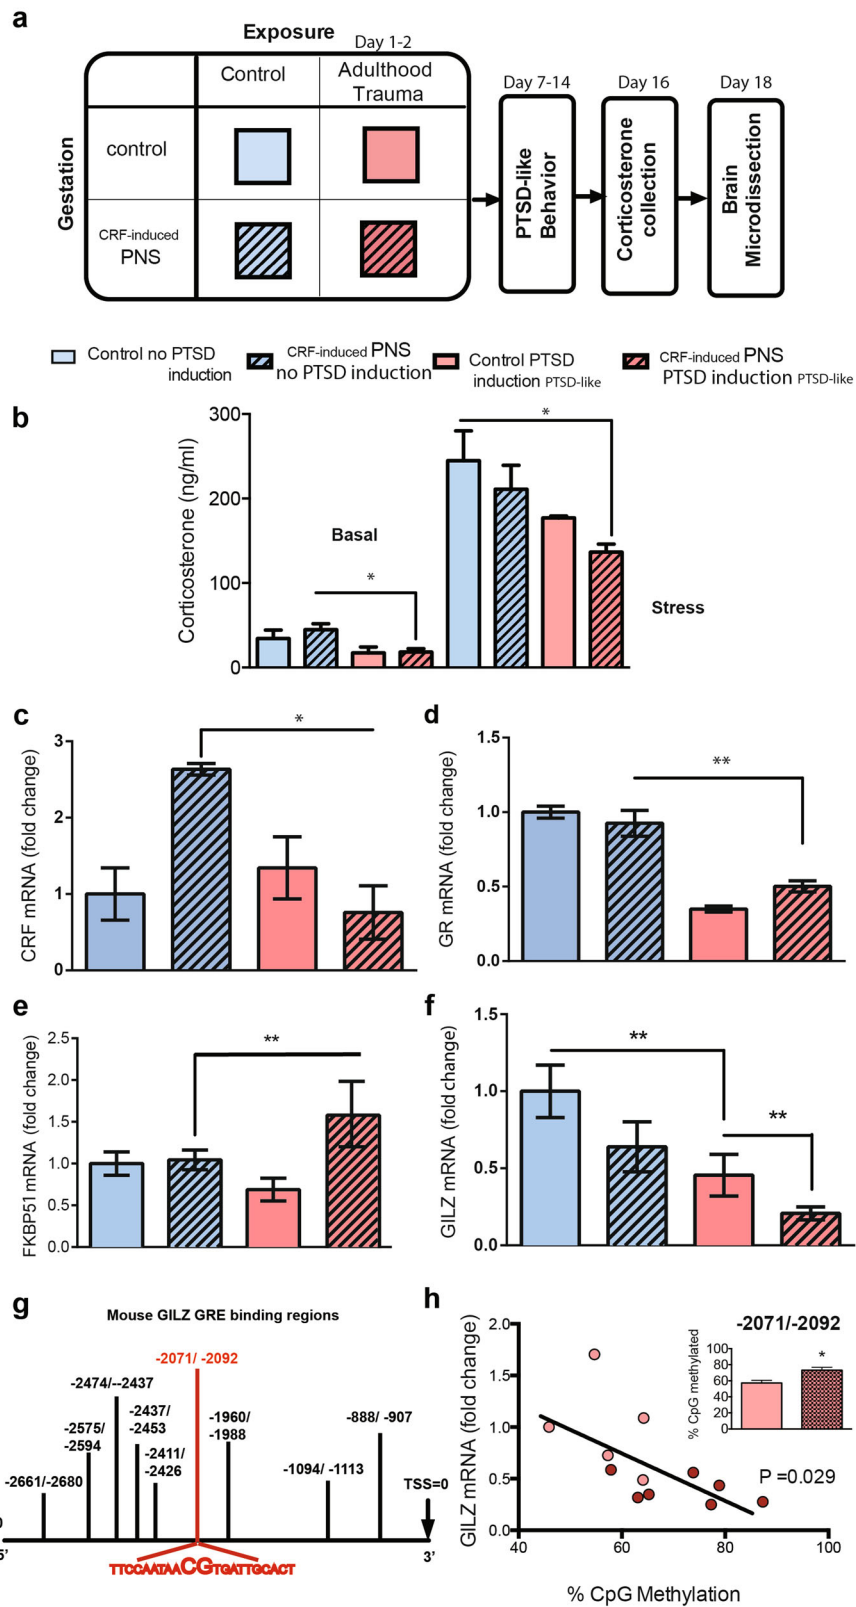 a
Exposure
Day 1-2
Control
Adulthood
Trauma
Gestation
control
CRF-induced
PNS
Day 7-14
PTSD-like
Behavior
Day 16
Corticosterone
collection
Day 18
Brain
Microdissection
Control no PTSD
induction
CRF-induced PNS
no PTSD induction
Control PTSD
induction PTSD-like
CRF-induced PNS
PTSD induction PTSD-like
b
Corticosterone (ng/ml)
300
200
100
0
Basal
*
*
Stress
c
CRF mRNA (fold change)
3
2
1
0
*
d
GR mRNA (fold change)
1.5
1.0
0.5
0.0
**
e
FKBP51 mRNA (fold change)
2.5
2.0
1.5
1.0
0.5
0.0
**
f
GILZ mRNA (fold change)
1.5
1.0
0.5
0.0
**
**
g
Mouse GILZ GRE binding regions
-2071/ -2092
-2474/--2437
-2437/
-2453
-2575/
-2594
-2411/
-2426
-1960/
-1988
-888/ -907
-2661/-2680
-1094/ -1113
TSS=0
0
5'
3'
TTCCAATAACGTGATTGCACT
h
GILZ mRNA (fold change)
2.0
1.5
1.0
0.5
0.0
40
60
80
100
% CpG Methylation
-2071/-2092
% CpG methylated
100
80
60
40
20
0
*
P =0.029